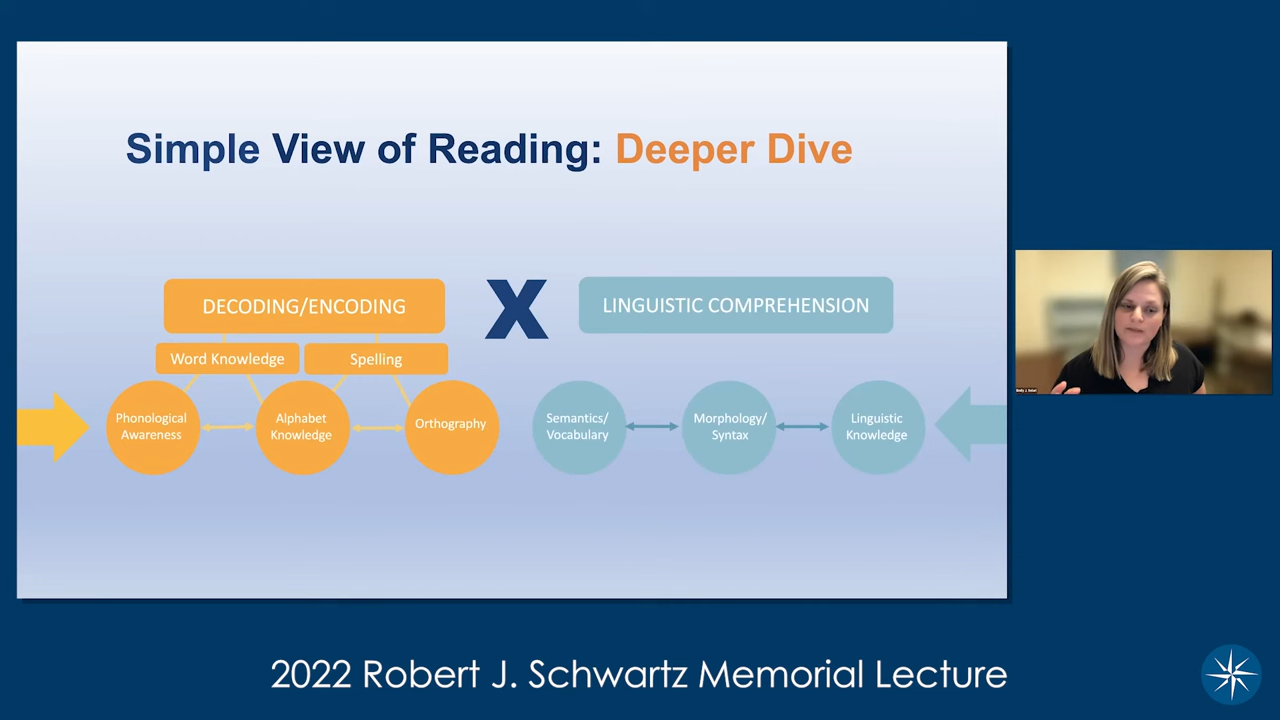 Simple View of Reading: Deeper Dive
DECODING/ENCODING
X
LINGUISTIC COMPREHENSION
Word Knowledge
Spelling
Phonological
Awareness
Alphabet
Knowledge
Orthography
Semantics/
Vocabulary
Morphology/
Syntax
Linguistic
Knowledge
2022 Robert J. Schwartz Memorial Lecture